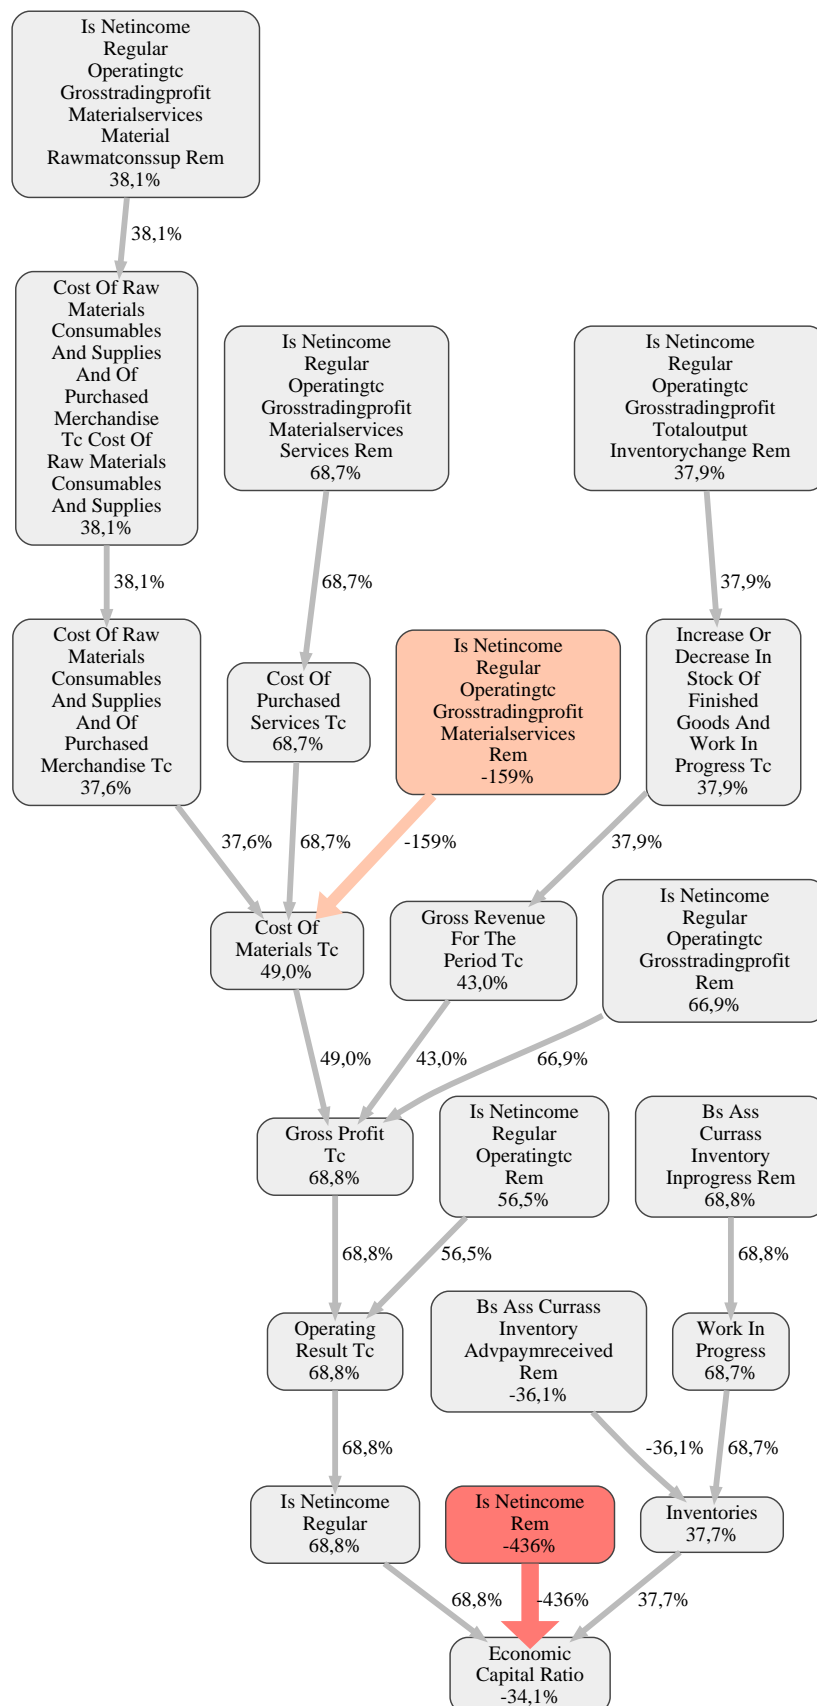 Is Netincome
Regular
Operatingtc
Grosstradingprofit
Materialservices
Material
Rawmatconssup Rem
38,1%
38,1%
Cost Of Raw
Materials
Consumables
And Supplies
And Of
Purchased
Merchandise
Tc Cost Of
Raw Materials
Consumables
And Supplies
38,1%
Is Netincome
Regular
Operatingtc
Grosstradingprofit
Materialservices
Services Rem
68,7%
Is Netincome
Regular
Operatingtc
Grosstradingprofit
Totaloutput
Inventorychange Rem
37,9%
38,1%
68,7%
37,9%
Cost Of Raw
Materials
Consumables
And Supplies
And Of
Purchased
Merchandise Tc
37,6%
Cost Of
Purchased
Services Tc
68,7%
Is Netincome
Regular
Operatingtc
Grosstradingprofit
Materialservices
Rem
-159%
Increase Or
Decrease In
Stock Of
Finished
Goods And
Work In
Progress Tc
37,9%
37,6%
68,7%
-159%
37,9%
Cost Of
Materials Tc
49,0%
Gross Revenue
For The
Period Tc
43,0%
Is Netincome
Regular
Operatingtc
Grosstradingprofit
Rem
66,9%
49,0%
43,0%
66,9%
Gross Profit
Tc
68,8%
Is Netincome
Regular
Operatingtc
Rem
56,5%
Bs Ass
Currass
Inventory
Inprogress Rem
68,8%
68,8%
56,5%
68,8%
Operating
Result Tc
68,8%
Bs Ass Currass
Inventory
Advpaymreceived
Rem
-36,1%
Work In
Progress
68,7%
68,8%
-36,1%
68,7%
Is Netincome
Regular
68,8%
Is Netincome
Rem
-436%
Inventories
37,7%
68,8%
-436%
37,7%
Economic
Capital Ratio
-34,1%